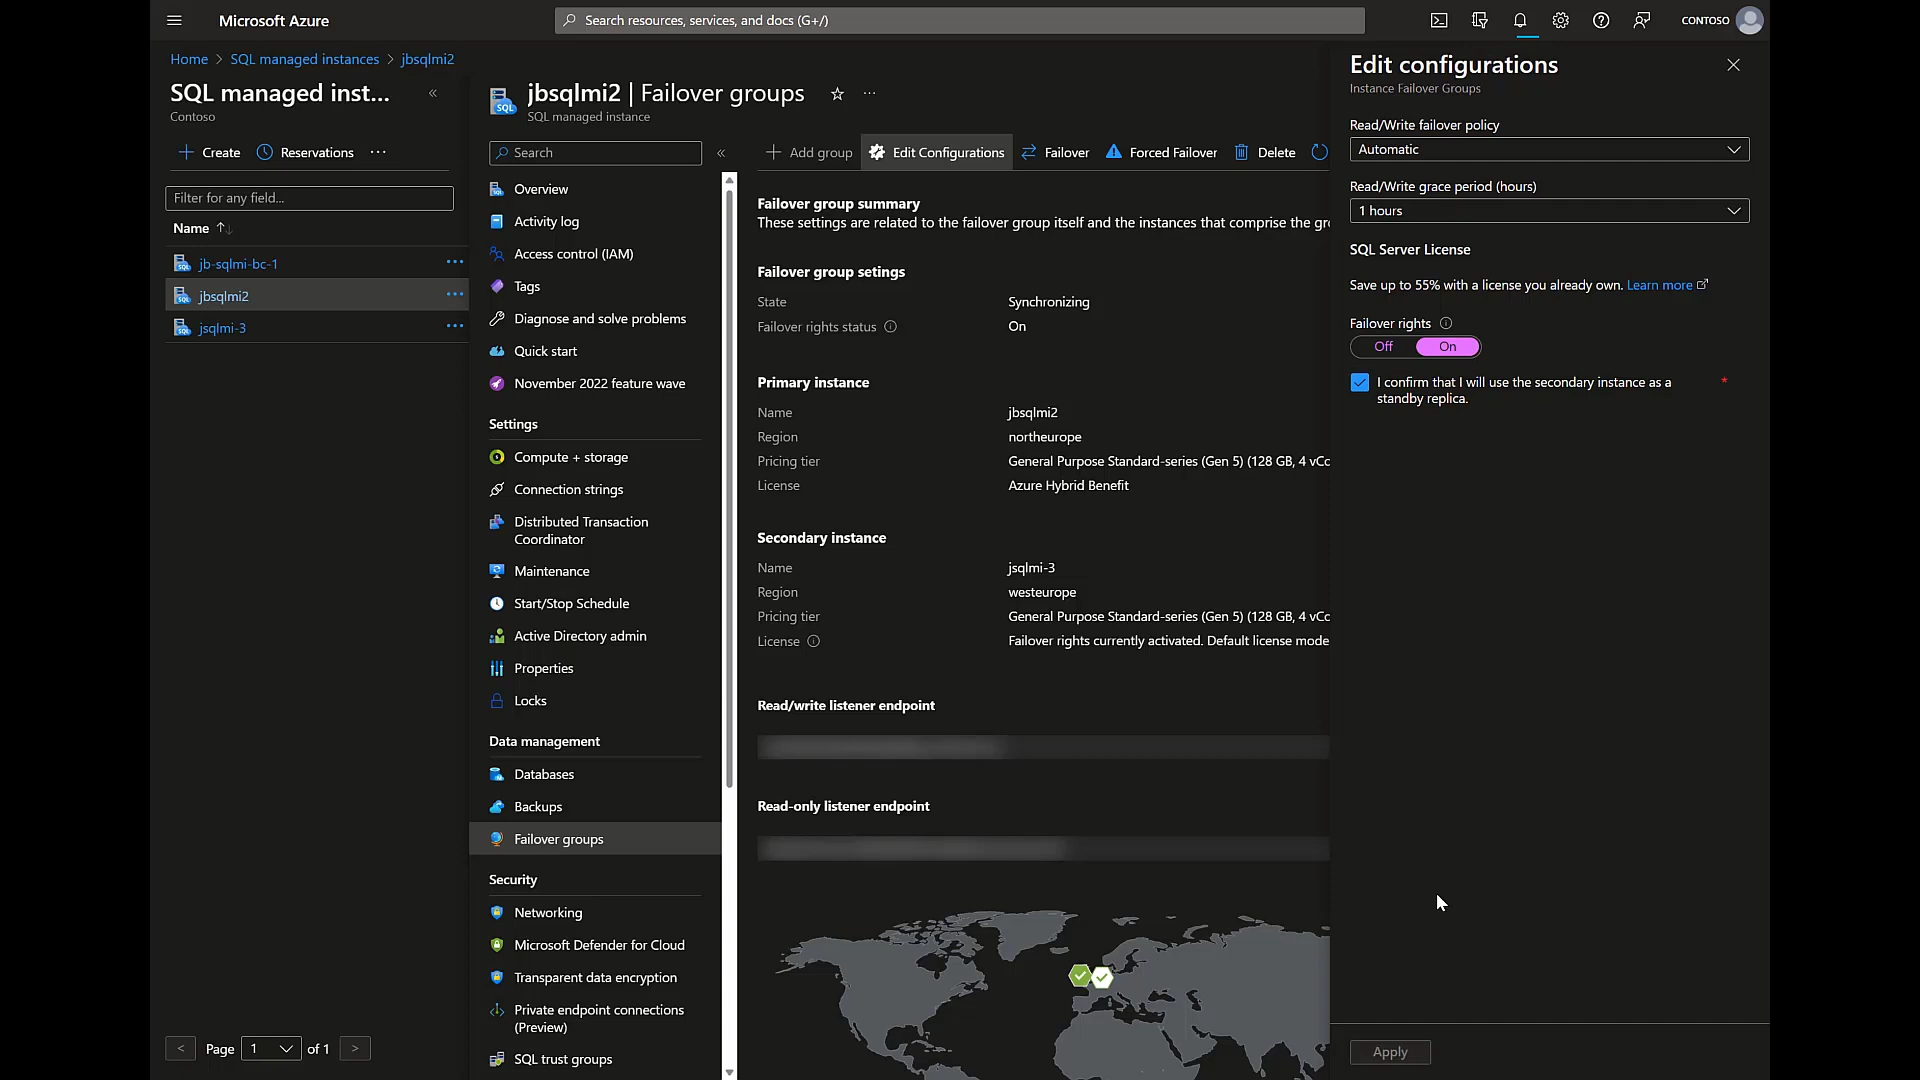 Microsoft Azure
Search resources, services, and docs (G+/)
CONTOSO
Home > SQL managed instances > jbsqlmi2
SQL managed inst...
Contoso
Create
Reservations
Filter for any field...
Name
jb-sqlmi-bc-1
jbsqlmi2
jsqlmi-3
< Page 1 of 1 >
jbsqlmi2 | Failover groups
SQL managed instance
Search
Overview
Activity log
Access control (IAM)
Tags
Diagnose and solve problems
Quick start
November 2022 feature wave
Settings
Compute + storage
Connection strings
Distributed Transaction
Coordinator
Maintenance
Start/Stop Schedule
Active Directory admin
Properties
Locks
Data management
Databases
Backups
Failover groups
Security
Networking
Microsoft Defender for Cloud
Transparent data encryption
Private endpoint connections
(Preview)
SQL trust groups
Add group
Edit Configurations
Failover
Forced Failover
Delete
Failover group summary
These settings are related to the failover group itself and the instances that comprise the gr
Failover group setings
State Synchronizing
Failover rights status On
Primary instance
Name jbsqlmi2
Region northeurope
Pricing tier General Purpose Standard-series (Gen 5) (128 GB, 4 vCo
License Azure Hybrid Benefit
Secondary instance
Name jsqlmi-3
Region westeurope
Pricing tier General Purpose Standard-series (Gen 5) (128 GB, 4 vCo
License Failover rights currently activated. Default license mode
Read/write listener endpoint
Read-only listener endpoint
Edit configurations
Instance Failover Groups
Read/Write failover policy
Automatic
Read/Write grace period (hours)
1 hours
SQL Server License
Save up to 55% with a license you already own. Learn more
Failover rights
Off On
I confirm that I will use the secondary instance as a *
standby replica.
Apply